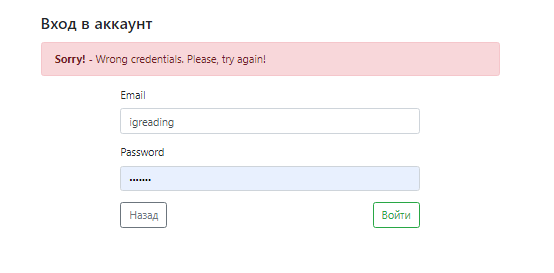 Вход в аккаунт
Sorry! - Wrong credentials. Please, try again!
Email
igreading
Password
•••••••
Назад
Войти